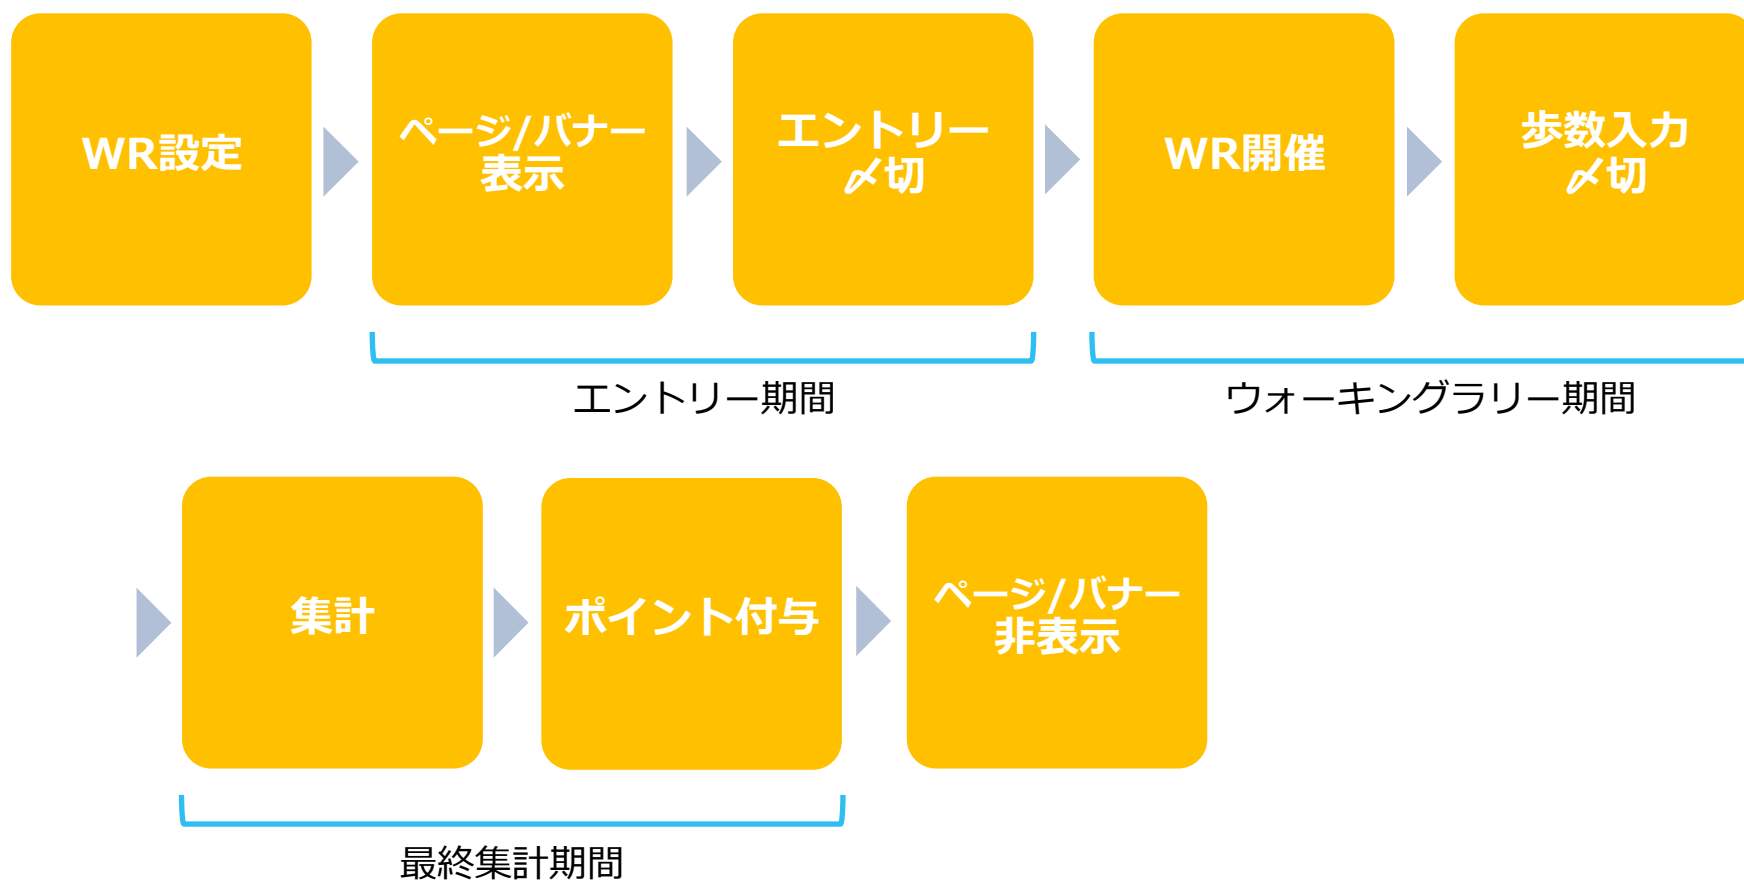 WR設定
ページ/バナー
表示
エントリー
〆切
WR開催
歩数入力
〆切
エントリー期間
ウォーキングラリー期間
集計
ポイント付与
ページ/バナー
非表示
最終集計期間